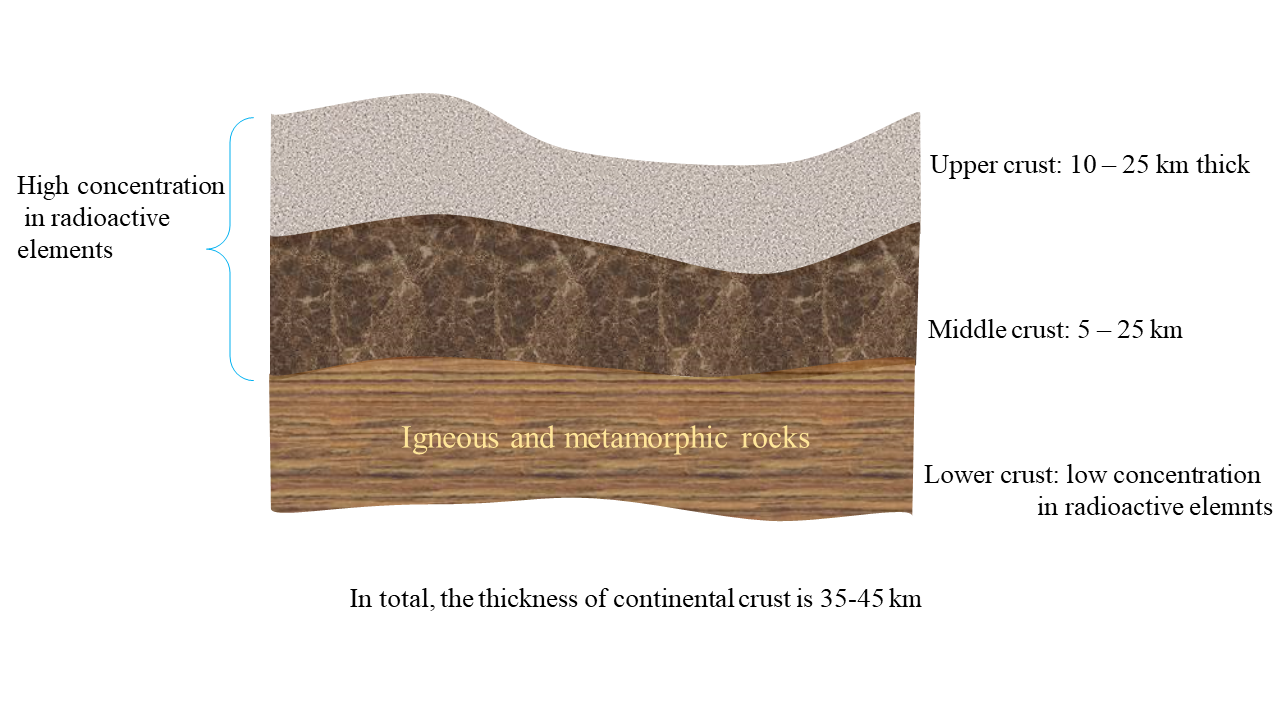 High concentration
in radioactive
elements
Upper crust: 10 – 25 km thick
Middle crust: 5 – 25 km
Igneous and metamorphic rocks
Lower crust: low concentration
in radioactive elemnts
In total, the thickness of continental crust is 35-45 km